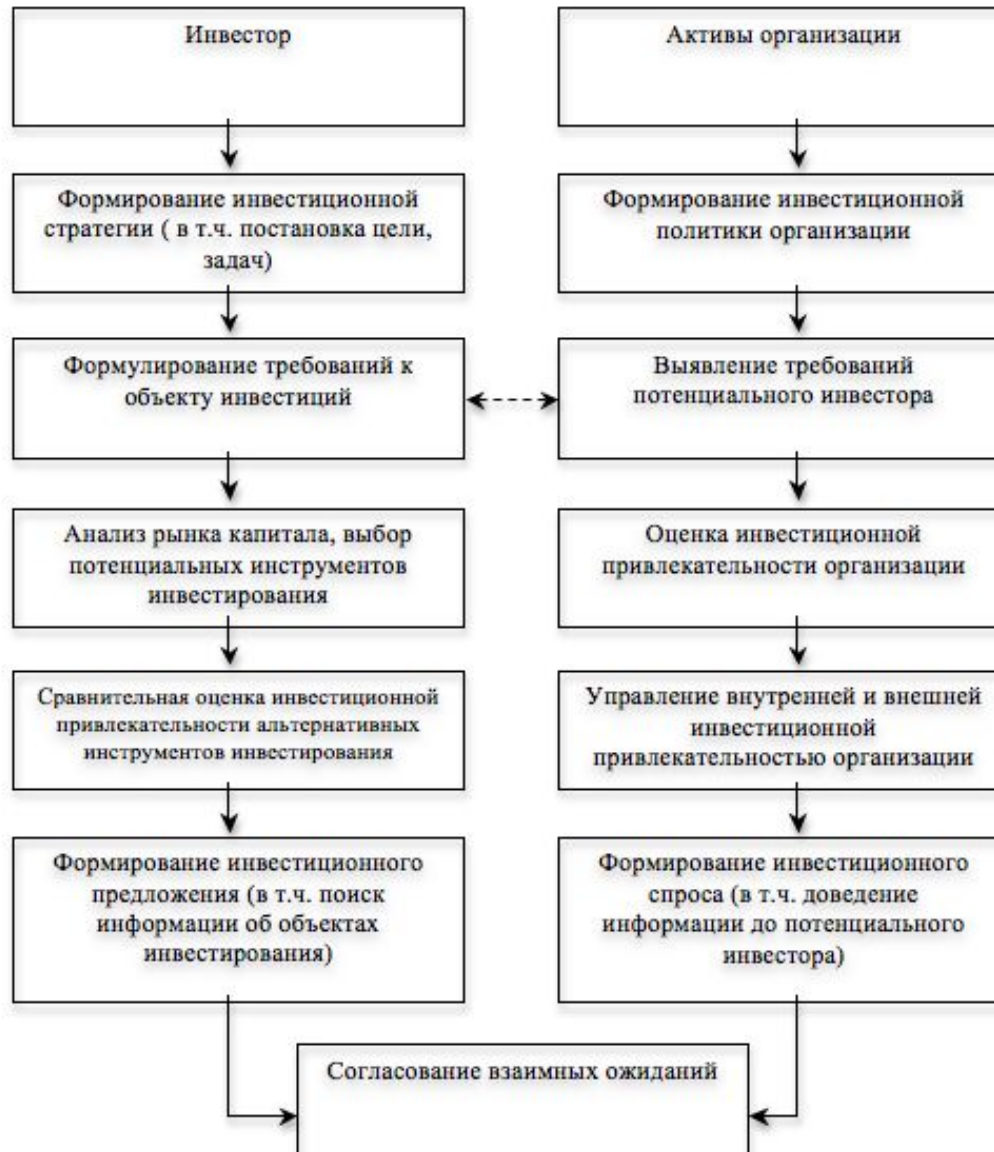 Инвестор
Активы организации
Формирование инвестиционной
стратегии ( в т.ч. постановка цели,
задач)
Формирование инвестиционной
политики организации
Формулирование требований к
объекту инвестиций
Выявление требований
потенциального инвестора
Анализ рынка капитала, выбор
потенциальных инструментов
инвестирования
Оценка инвестиционной
привлекательности организации
Сравнительная оценка инвестиционной
привлекательности альтернативных
инструментов инвестирования
Управление внутренней и внешней
инвестиционной
привлекательностью организации
Формирование инвестиционного
предложения (в т.ч. поиск
информации об объектах
инвестирования)
Формирование инвестиционного
спроса (в т.ч. доведение
информации до потенциального
инвестора)
Согласование взаимных ожиданий